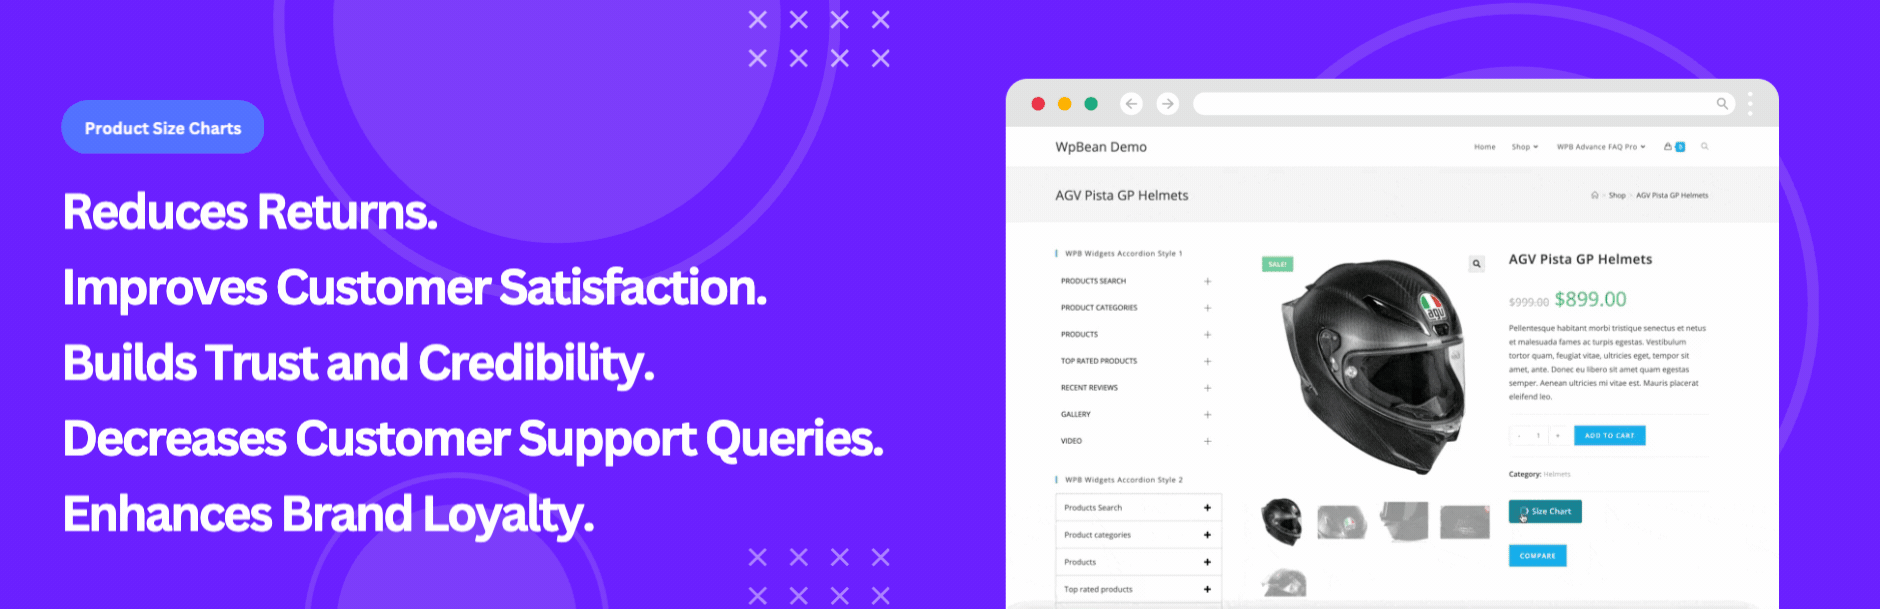 Product Size Charts
Reduces Returns.
Improves Customer Satisfaction.
Builds Trust and Credibility.
Decreases Customer Support Queries.
Enhances Brand Loyalty.
WpBean Demo
Home Shop WPB Advance FAQ Pro
AGV Pista GP Helmets
Shop AGV Pista GP Helmets
WPB Widgets Accordion Style 1
PRODUCTS SEARCH +
PRODUCT CATEGORIES +
PRODUCTS +
TOP RATED PRODUCTS +
RECENT REVIEWS +
GALLERY +
VIDEO +
WPB Widgets Accordion Style 2
Products Search +
Product categories +
Products +
Top rated products +
SALE!
agv
AGV Pista GP Helmets
$999.00 $899.00
Pellentesque habitant morbi tristique senectus et netus
et malesuada fames ac turpis egestas. Vestibulum
tortor quam, feugiat vitae, ultricies eget, tempor sit
amet, ante. Donec eu libero sit amet quam egestas
semper. Aenean ultricies mi vitae est. Mauris placerat
eleifend leo.
- 1 + ADD TO CART
Category: Helmets
Size Chart
COMPARE